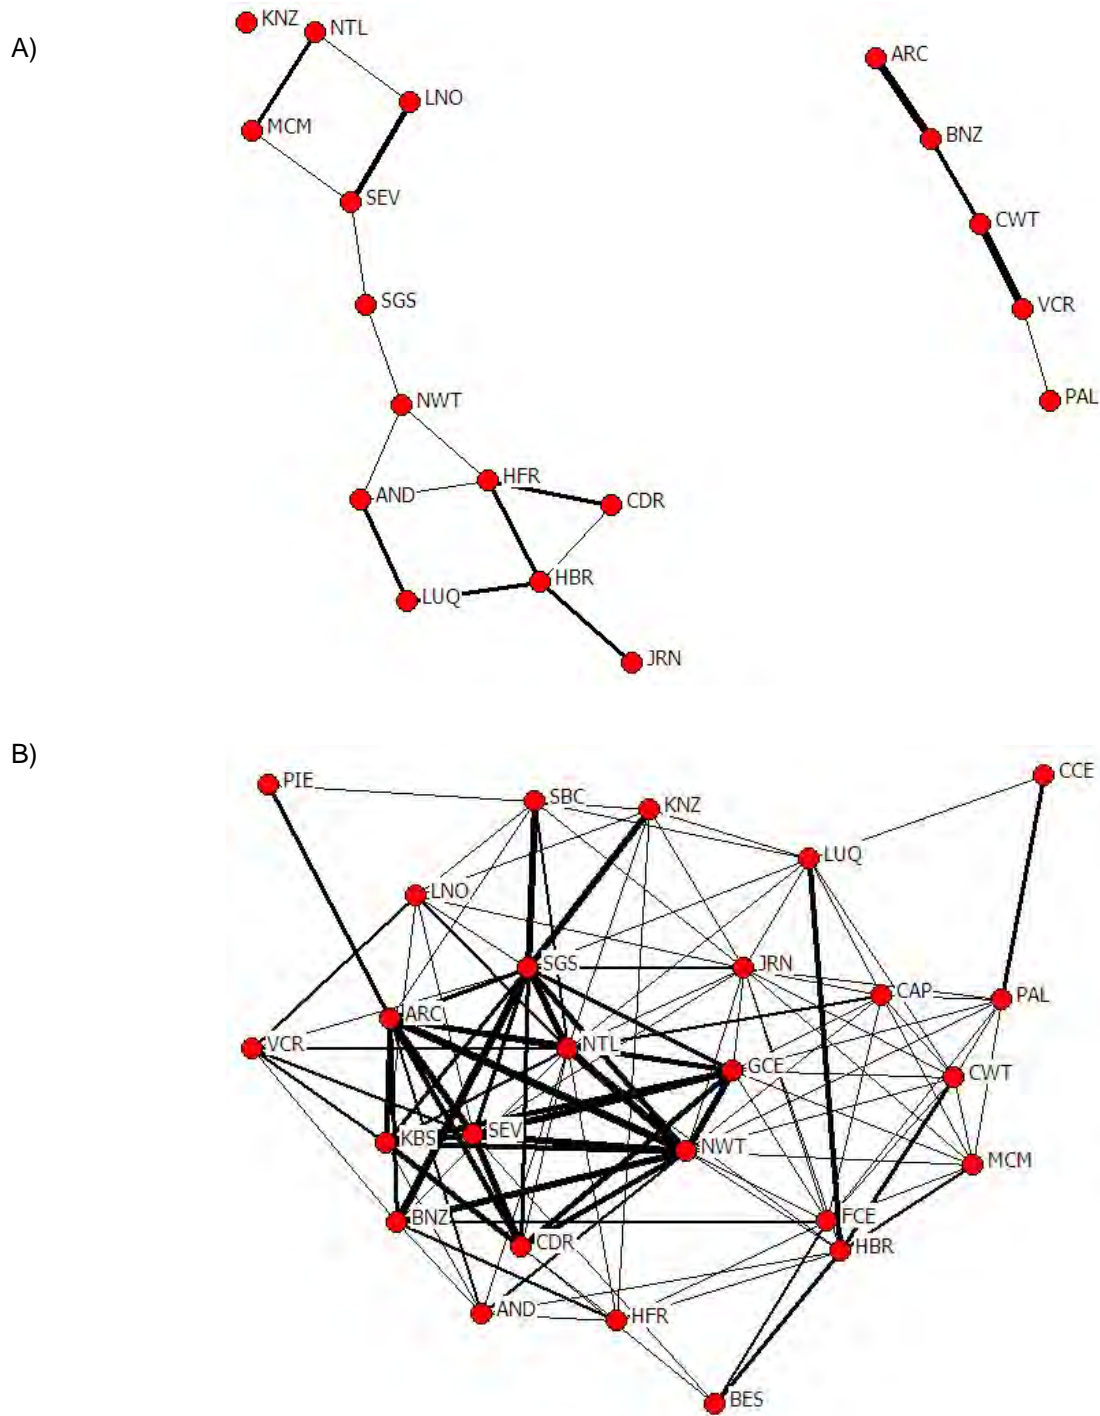 A)
KNZ
NTL
ARC
LNO
MCM
BNZ
SEV
CWT
SGS
VCR
NWT
PAL
HFR
AND
CDR
HBR
LUQ
JRN
B)
PIE
CCE
SBC
KNZ
LUQ
LNO
SGS
JRN
CAP
PAL
ARC
VCR
NTL
GCE
CWT
KBS
SEV
NWT
MCM
BNZ
FCE
CDR
HBR
AND
HFR
BES